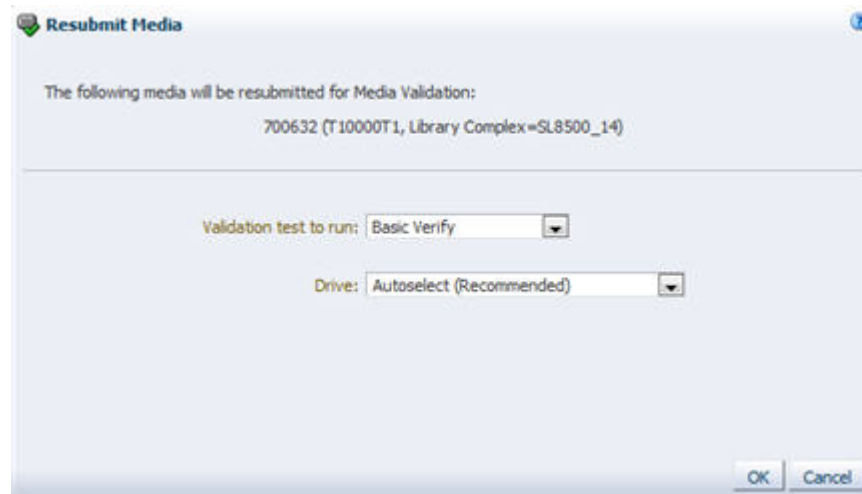 Resubmit Media
The following media will be resubmitted for Media Validation:
700632 (T10000T1, Library Complex=SL8500_14)
Validation test to run: Basic Verify
Drive: Autoselect (Recommended)
OK Cancel